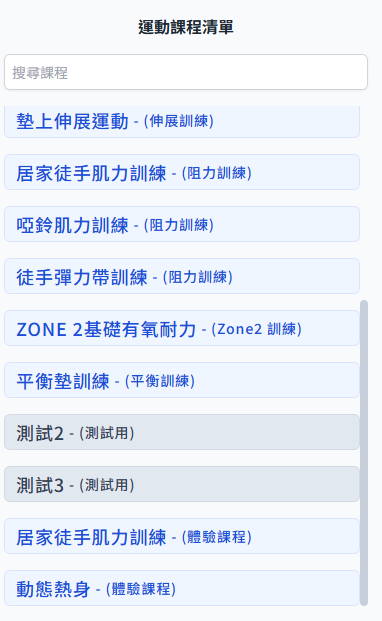 運動課程清單
搜尋課程
墊上伸展運動 - (伸展訓練)
居家徒手肌力訓練 - (阻力訓練)
啞鈴肌力訓練 - (阻力訓練)
徒手彈力帶訓練 - (阻力訓練)
ZONE 2基礎有氧耐力 - (Zone2 訓練)
平衡墊訓練 - (平衡訓練)
測試2 - (測試用)
測試3 - (測試用)
居家徒手肌力訓練 - (體驗課程)
動態熱身 - (體驗課程)